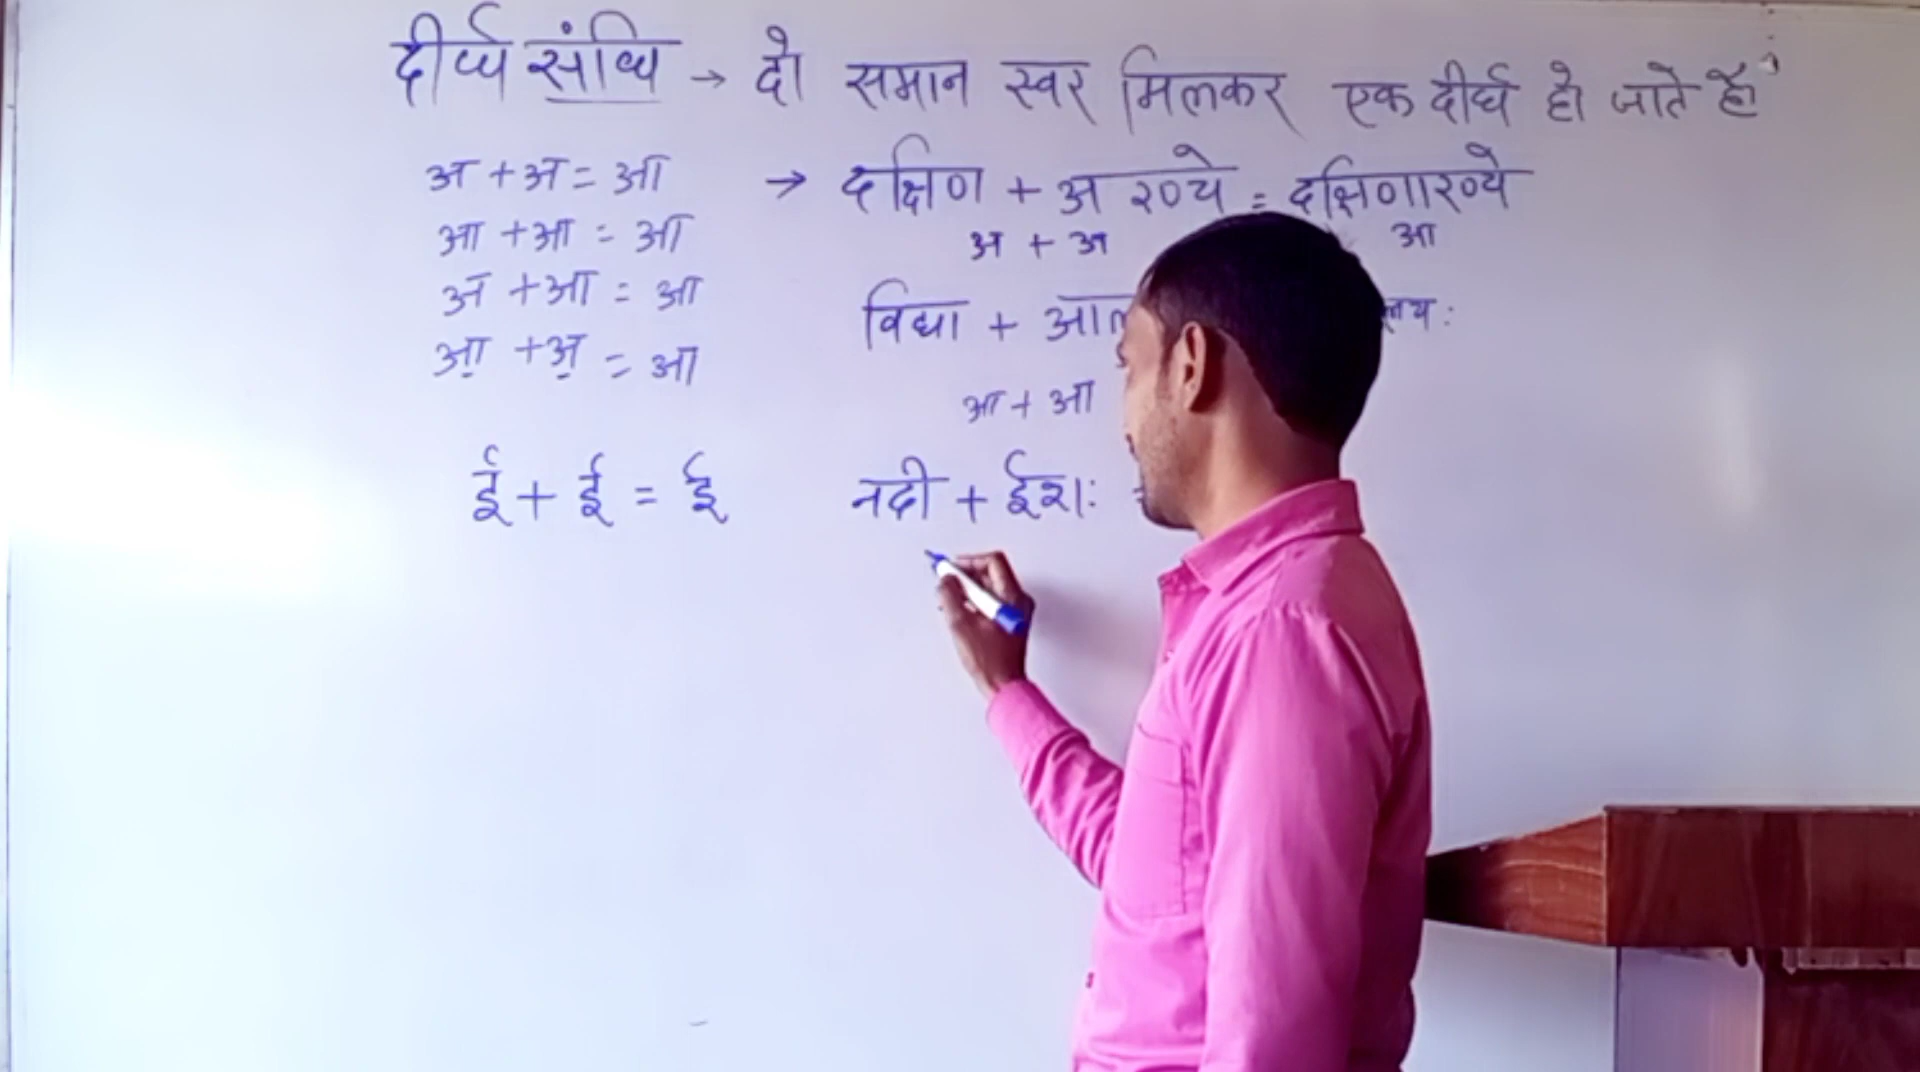 दीर्घ संधि → दो समान स्वर मिलकर एक दीर्घ हो जाते हैं
अ + अ = आ → दक्षिण + अरण्ये = दक्षिणारण्ये
अ + अ आ
आ + आ = आ
अ + आ = आ विद्या + लय:
आ + अ = आ
आ + आ
ई + ई = ई नदी + ईश: